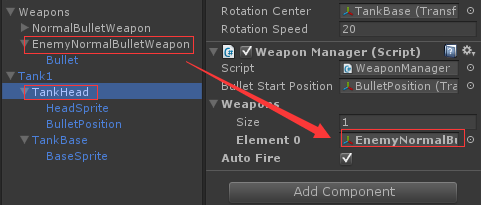 Weapons
NormalBulletWeapon
EnemyNormalBulletWeapon
Bullet
Tank1
TankHead
HeadSprite
BulletPosition
TankBase
BaseSprite
Rotation Center TankBase (Transf
Rotation Speed 20
Weapon Manager (Script)
Script WeaponManager
Bullet Start Position BulletPosition (Tra
Weapons
Size 1
Element 0 EnemyNormalBu
Auto Fire
Add Component